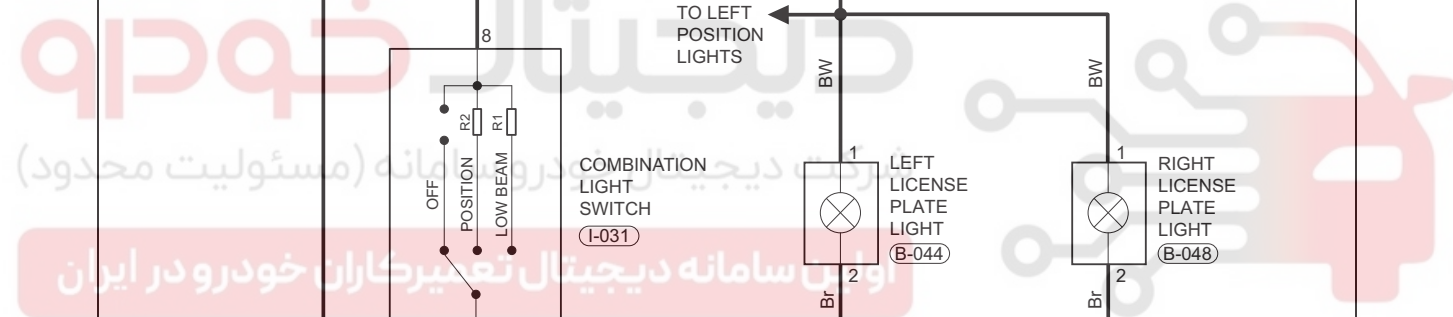 TO LEFT
POSITION
LIGHTS
8
BW
BW
دیجیتال خودرو
شرکت دیجیتال خودرو سامانه (مسئولیت محدود)
اولین سامانه دیجیتال تعمیرکاران خودرو در ایران
R2
R1
OFF
POSITION
LOW BEAM
COMBINATION
LIGHT
SWITCH
I-031
1
LEFT
LICENSE
PLATE
LIGHT
B-044
2
Br
1
RIGHT
LICENSE
PLATE
LIGHT
B-048
2
Br